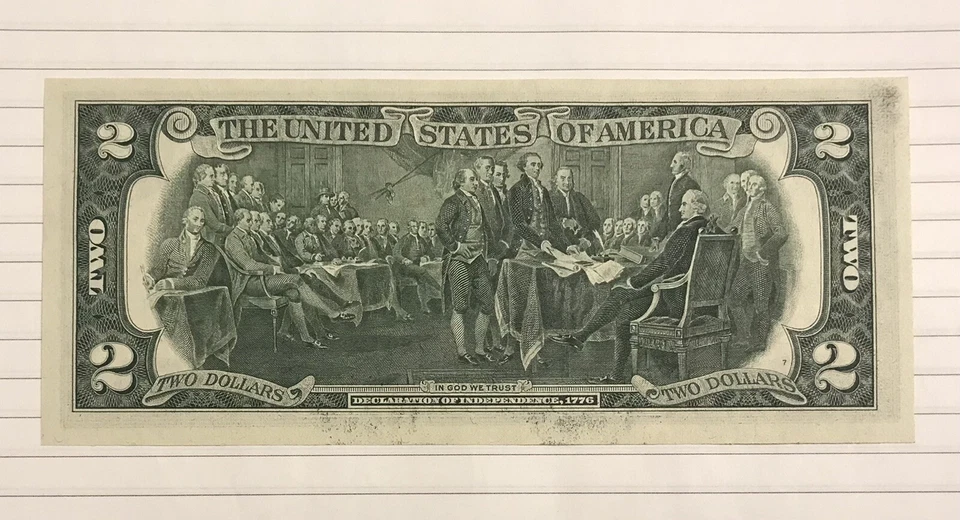 2 THE UNITED STATES OF AMERICA 2
TWO
TWO
7
2 TWO DOLLARS IN GOD WE TRUST TWO DOLLARS 2
DECLARATION OF INDEPENDENCE, 1776